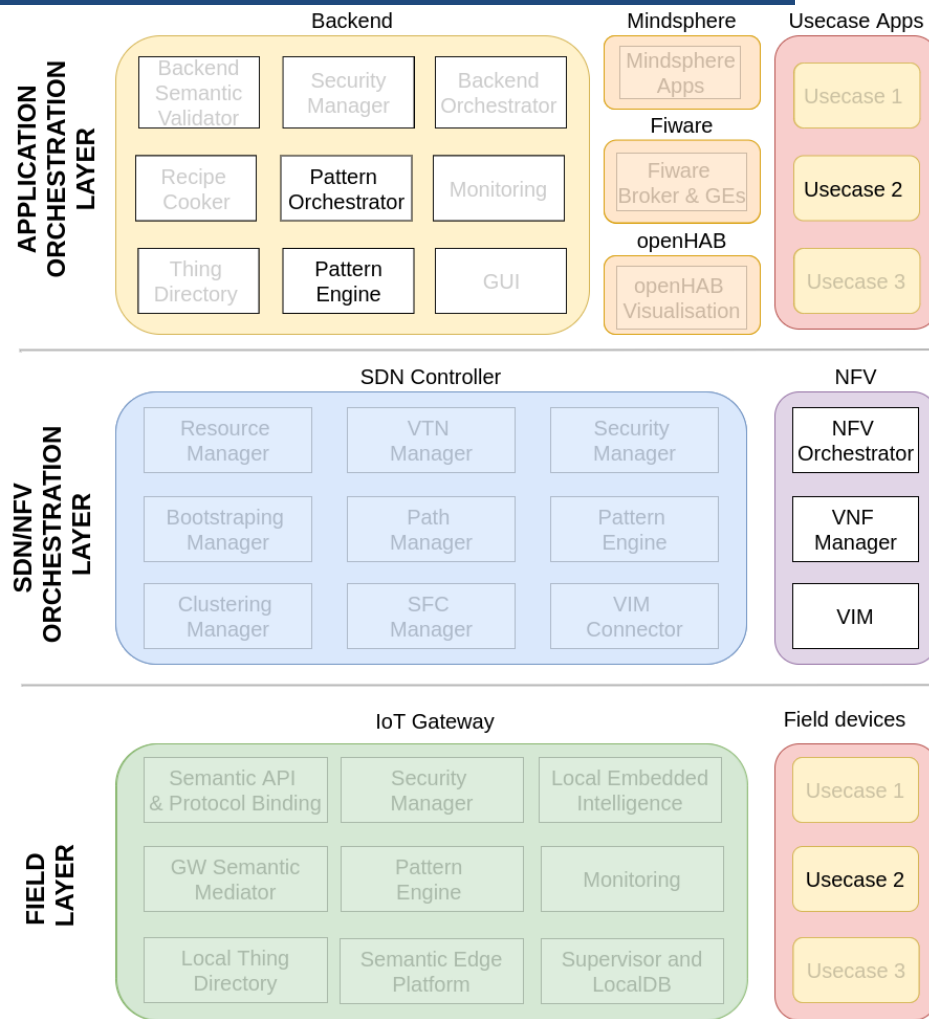 Backend
Mindsphere
Usecase Apps
APPLICATION
ORCHESTRATION
LAYER
Backend
Semantic
Validator
Security
Manager
Backend
Orchestrator
Mindsphere
Apps
Usecase 1
Fiware
Recipe
Cooker
Pattern
Orchestrator
Monitoring
Fiware
Broker & GEs
Usecase 2
openHAB
Thing
Directory
Pattern
Engine
GUI
openHAB
Visualisation
Usecase 3
SDN Controller
NFV
SDN/NFV
ORCHESTRATION
LAYER
Resource
Manager
VTN
Manager
Security
Manager
NFV
Orchestrator
Bootstraping
Manager
Path
Manager
Pattern
Engine
VNF
Manager
Clustering
Manager
SFC
Manager
VIM
Connector
VIM
IoT Gateway
Field devices
FIELD
LAYER
Semantic API
& Protocol Binding
Security
Manager
Local Embedded
Intelligence
Usecase 1
GW Semantic
Mediator
Pattern
Engine
Monitoring
Usecase 2
Local Thing
Directory
Semantic Edge
Platform
Supervisor and
LocalDB
Usecase 3